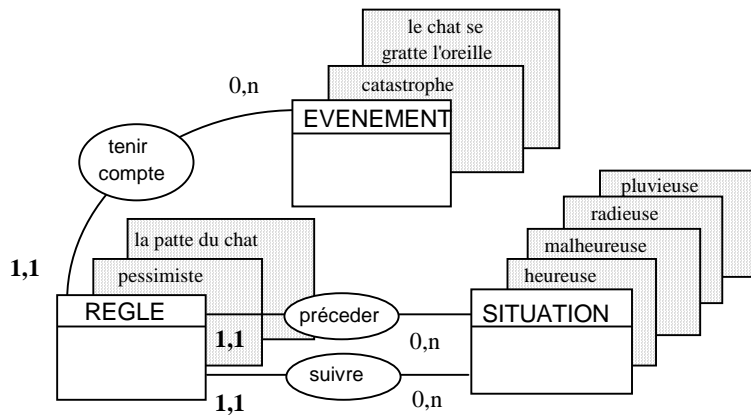 le chat se
gratte l'oreille
catastrophe
0,n
EVENEMENT
tenir
compte
pluvieuse
radieuse
malheureuse
heureuse
la patte du chat
pessimiste
1,1
REGLE
préceder
SITUATION
1,1
0,n
suivre
1,1
0,n